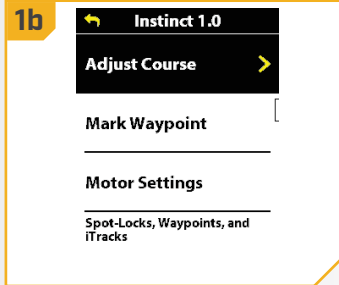 1b
Instinct 1.0
Adjust Course
Mark Waypoint
Motor Settings
Spot-Locks, Waypoints, and
iTracks